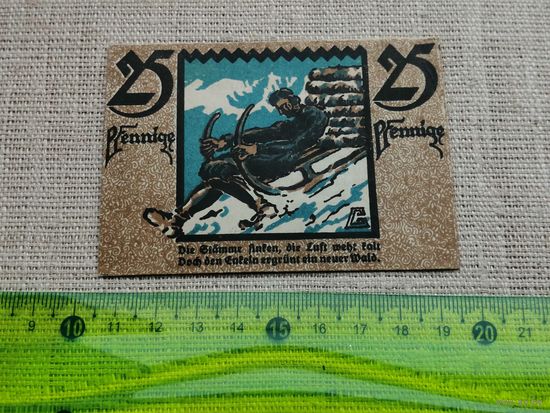 25 25
Pfennige Pfennige
Die Stämme sinken, die Luft weht kalt
Doch den Enkeln ergrünt ein neuer Wald.
9 10 11 12 13 14 15 16 17 18 19 20 21